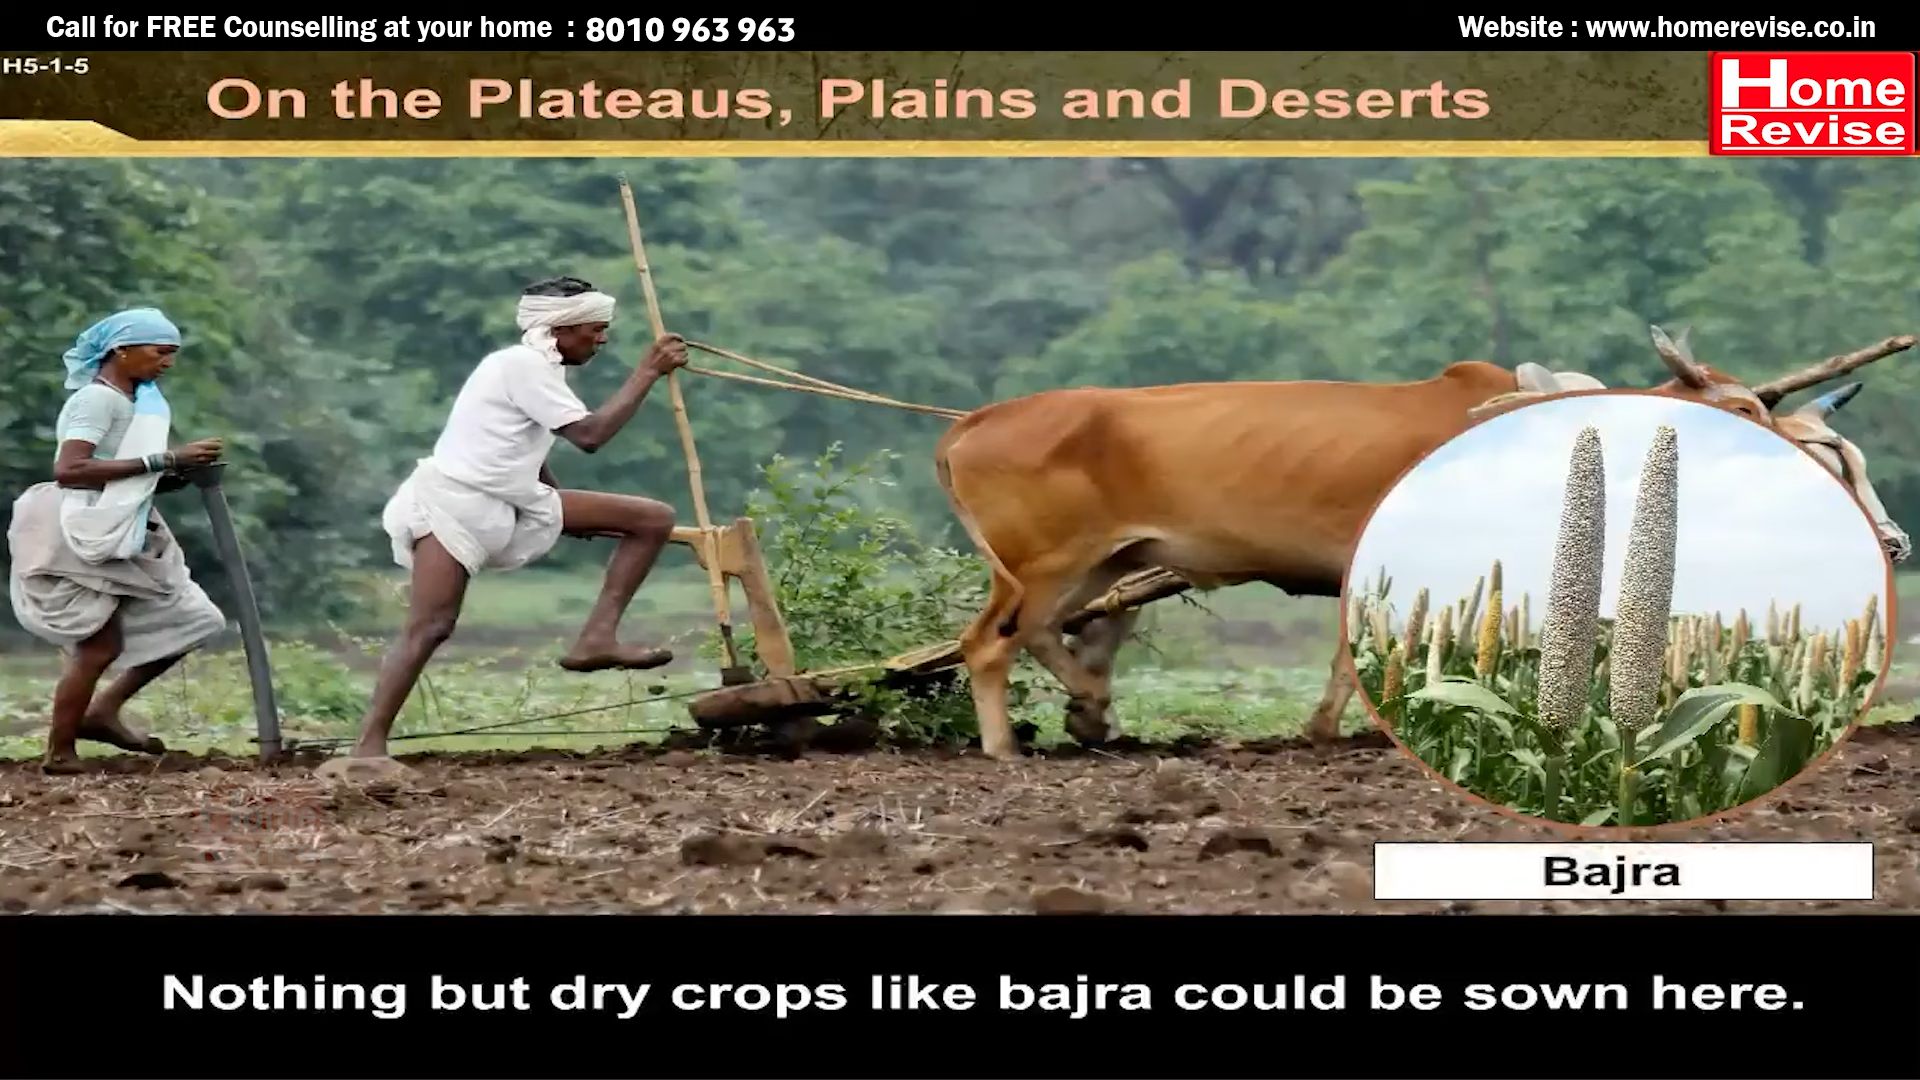 Call for FREE Counselling at your home : 8010 963 963
Website : www.homerevise.co.in
H5-1-5
On the Plateaus, Plains and Deserts
Home
Revise
Bajra
Nothing but dry crops like bajra could be sown here.